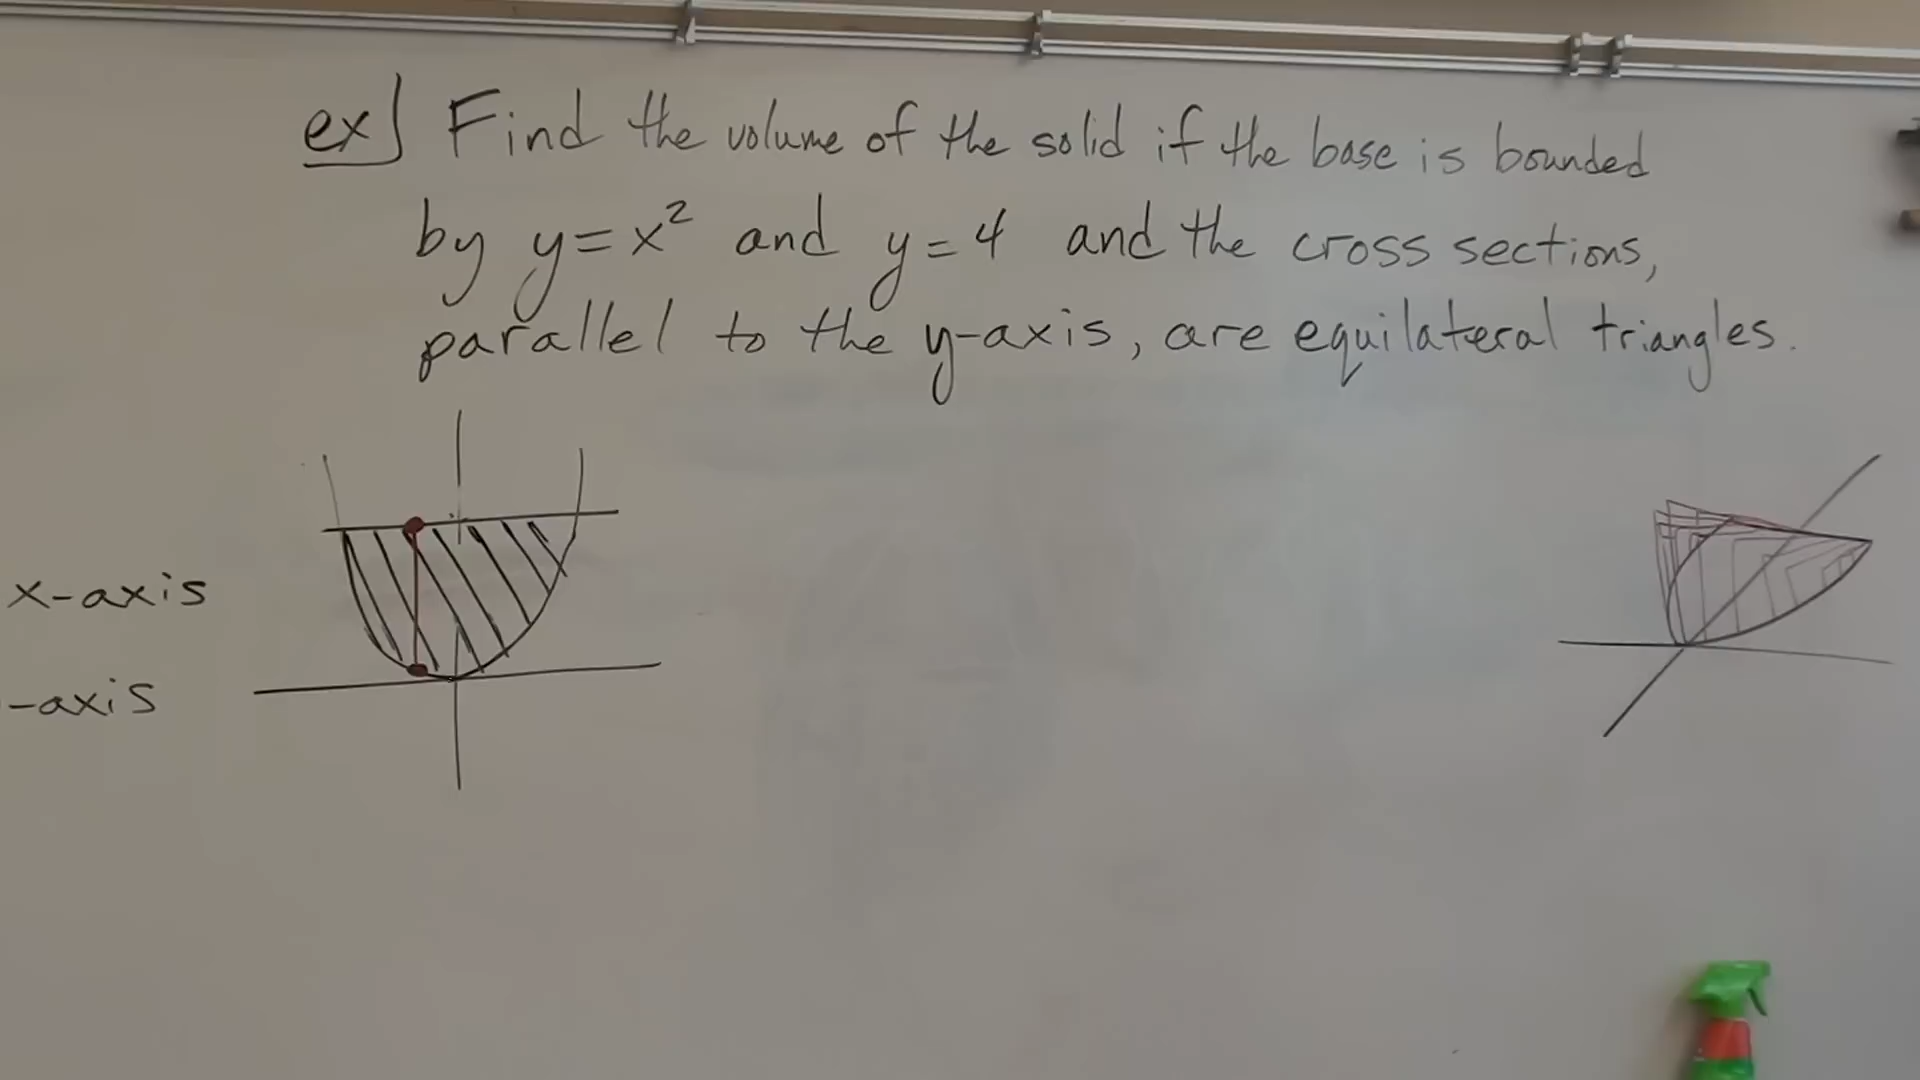 ex) Find the volume of the solid if the base is bounded
by y=x² and y=4 and the cross sections,
parallel to the y-axis, are equilateral triangles.
x-axis
-axis